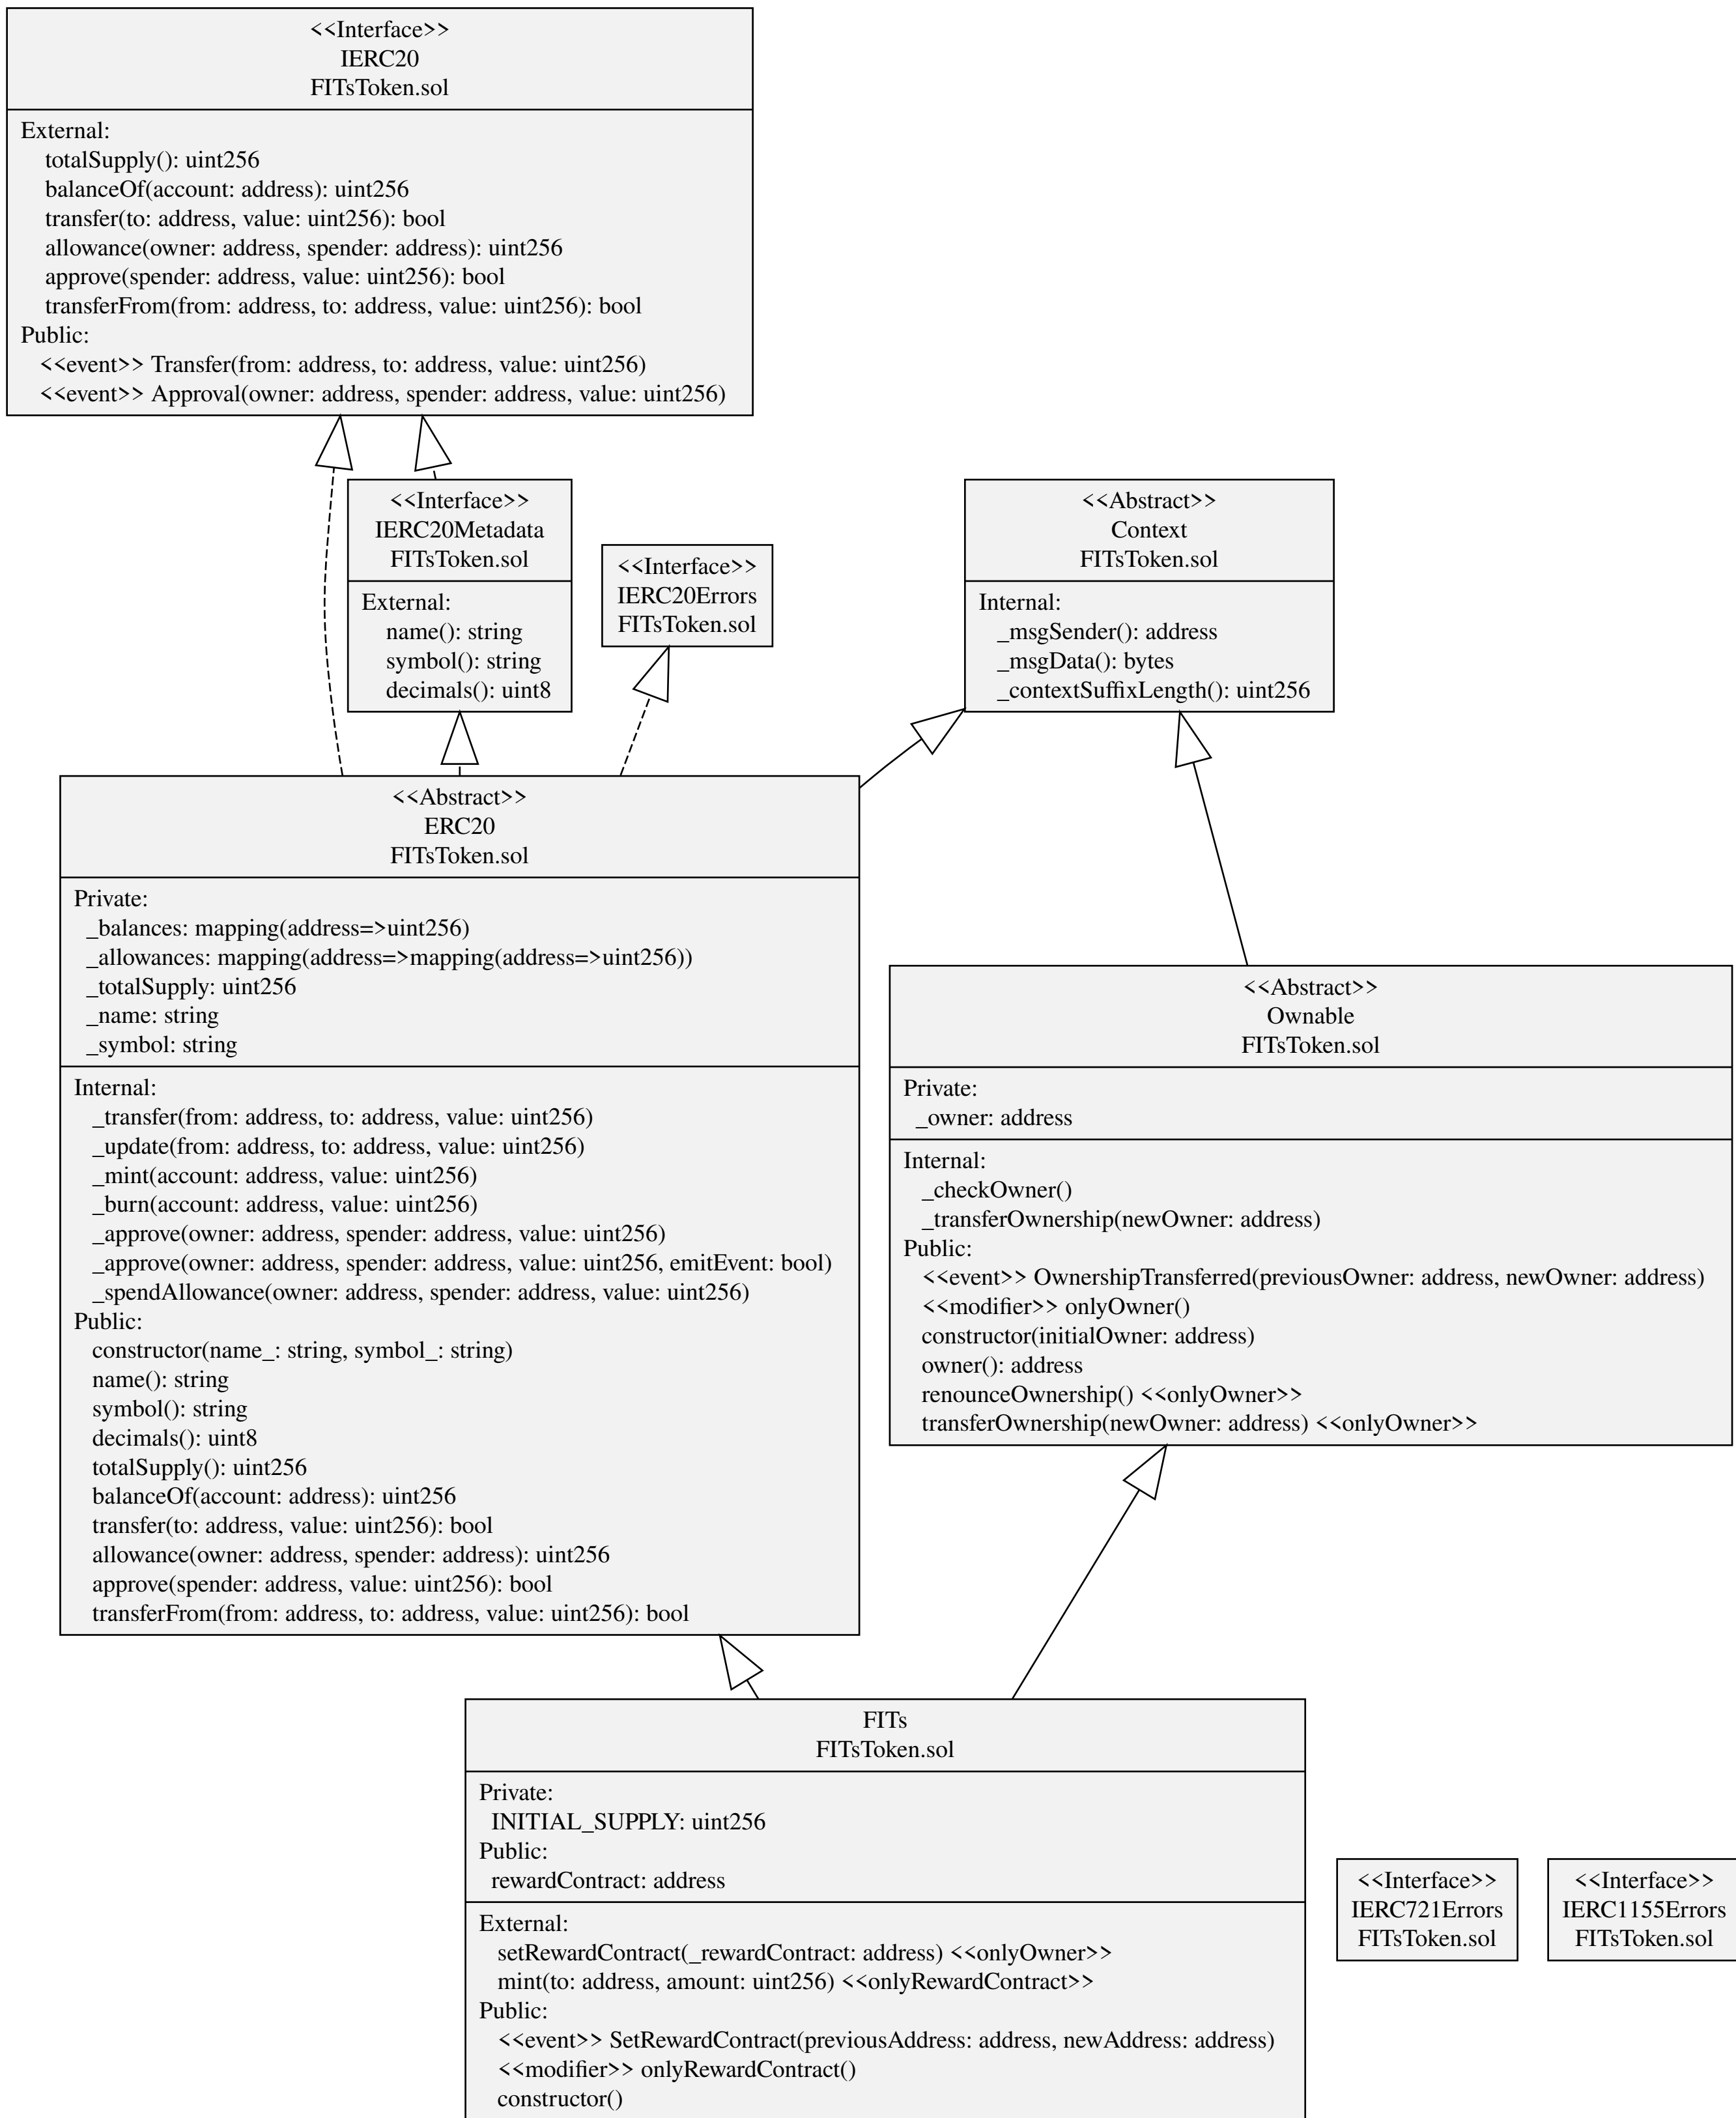 <<Interface>>
IERC20
FITsToken.sol
External:
totalSupply(): uint256
balanceOf(account: address): uint256
transfer(to: address, value: uint256): bool
allowance(owner: address, spender: address): uint256
approve(spender: address, value: uint256): bool
transferFrom(from: address, to: address, value: uint256): bool
Public:
<<event>> Transfer(from: address, to: address, value: uint256)
<<event>> Approval(owner: address, spender: address, value: uint256)
<<Interface>>
IERC20Metadata
FITsToken.sol
External:
name(): string
symbol(): string
decimals(): uint8
<<Interface>>
IERC20Errors
FITsToken.sol
<<Abstract>>
Context
FITsToken.sol
Internal:
_msgSender(): address
_msgData(): bytes
_contextSuffixLength(): uint256
<<Abstract>>
ERC20
FITsToken.sol
Private:
_balances: mapping(address=>uint256)
_allowances: mapping(address=>mapping(address=>uint256))
_totalSupply: uint256
_name: string
_symbol: string
Internal:
_transfer(from: address, to: address, value: uint256)
_update(from: address, to: address, value: uint256)
_mint(account: address, value: uint256)
_burn(account: address, value: uint256)
_approve(owner: address, spender: address, value: uint256)
_approve(owner: address, spender: address, value: uint256, emitEvent: bool)
_spendAllowance(owner: address, spender: address, value: uint256)
Public:
constructor(name_: string, symbol_: string)
name(): string
symbol(): string
decimals(): uint8
totalSupply(): uint256
balanceOf(account: address): uint256
transfer(to: address, value: uint256): bool
allowance(owner: address, spender: address): uint256
approve(spender: address, value: uint256): bool
transferFrom(from: address, to: address, value: uint256): bool
<<Abstract>>
Ownable
FITsToken.sol
Private:
_owner: address
Internal:
_checkOwner()
_transferOwnership(newOwner: address)
Public:
<<event>> OwnershipTransferred(previousOwner: address, newOwner: address)
<<modifier>> onlyOwner()
constructor(initialOwner: address)
owner(): address
renounceOwnership() <<onlyOwner>>
transferOwnership(newOwner: address) <<onlyOwner>>
FITs
FITsToken.sol
Private:
INITIAL_SUPPLY: uint256
Public:
rewardContract: address
External:
setRewardContract(_rewardContract: address) <<onlyOwner>>
mint(to: address, amount: uint256) <<onlyRewardContract>>
Public:
<<event>> SetRewardContract(previousAddress: address, newAddress: address)
<<modifier>> onlyRewardContract()
constructor()
<<Interface>>
IERC721Errors
FITsToken.sol
<<Interface>>
IERC1155Errors
FITsToken.sol